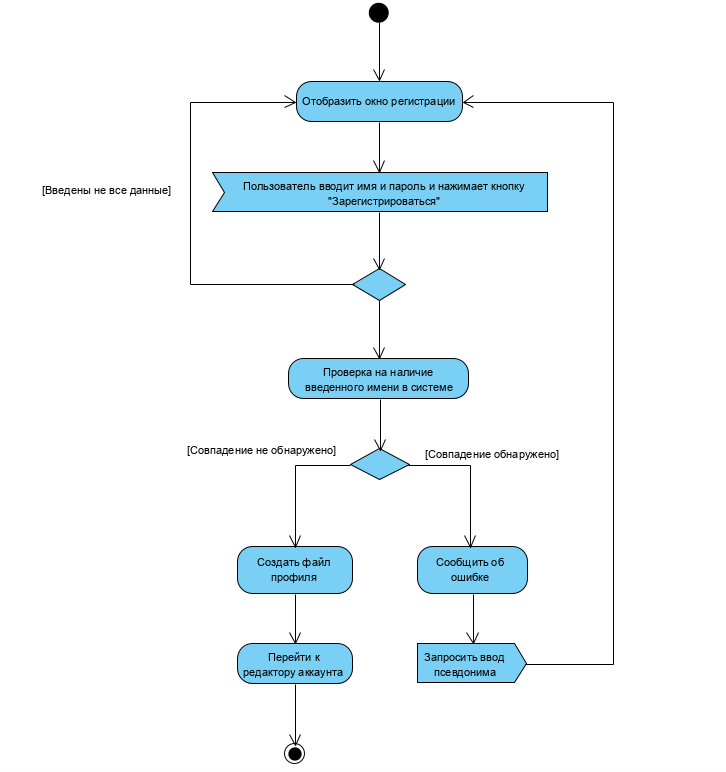 Отобразить окно регистрации
[Введены не все данные]
Пользователь вводит имя и пароль и нажимает кнопку
"Зарегистрироваться"
Проверка на наличие
введенного имени в системе
[Совпадение не обнаружено]
[Совпадение обнаружено]
Создать файл
профиля
Сообщить об
ошибке
Перейти к
редактору аккаунта
Запросить ввод
псевдонима